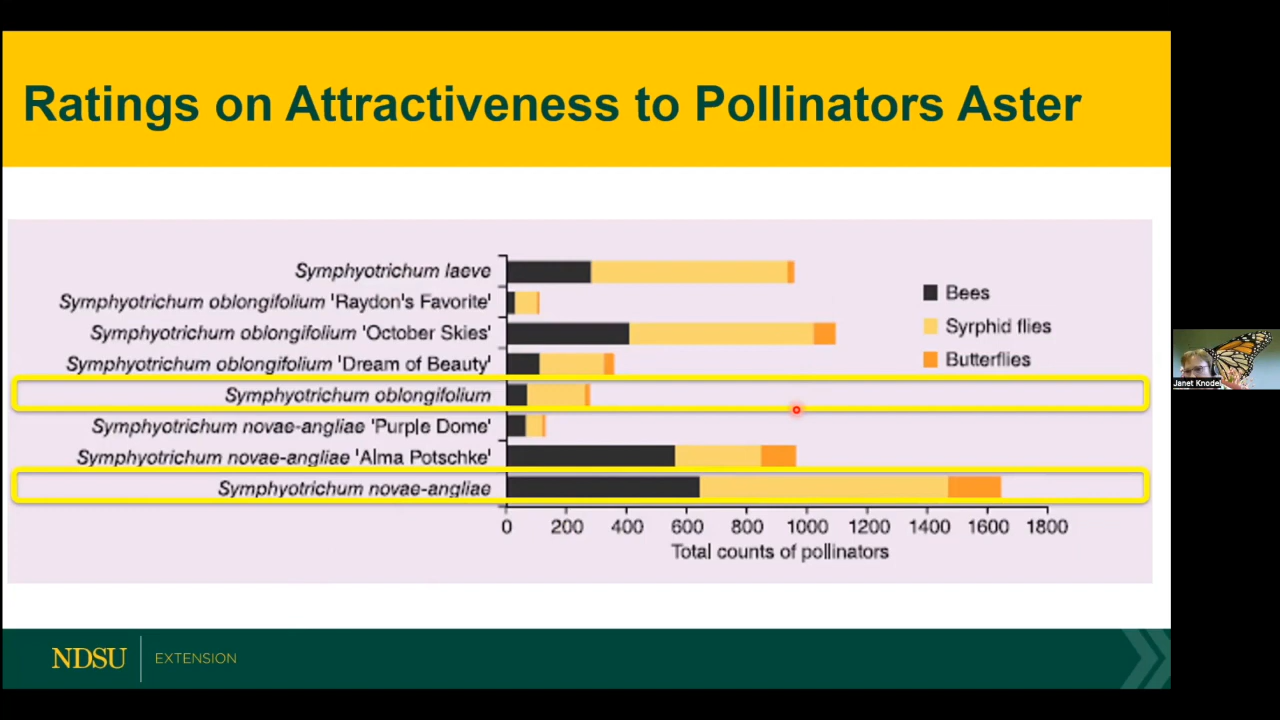 Ratings on Attractiveness to Pollinators Aster
Symphyotrichum laeve
Symphyotrichum oblongifolium 'Raydon's Favorite'
Symphyotrichum oblongifolium 'October Skies'
Symphyotrichum oblongifolium 'Dream of Beauty'
Symphyotrichum oblongifolium
Symphyotrichum novae-angliae 'Purple Dome'
Symphyotrichum novae-angliae 'Alma Potschke'
Symphyotrichum novae-angliae
Bees
Syrphid flies
Butterflies
0 200 400 600 800 1000 1200 1400 1600 1800
Total counts of pollinators
Janet Knodel
NDSU EXTENSION